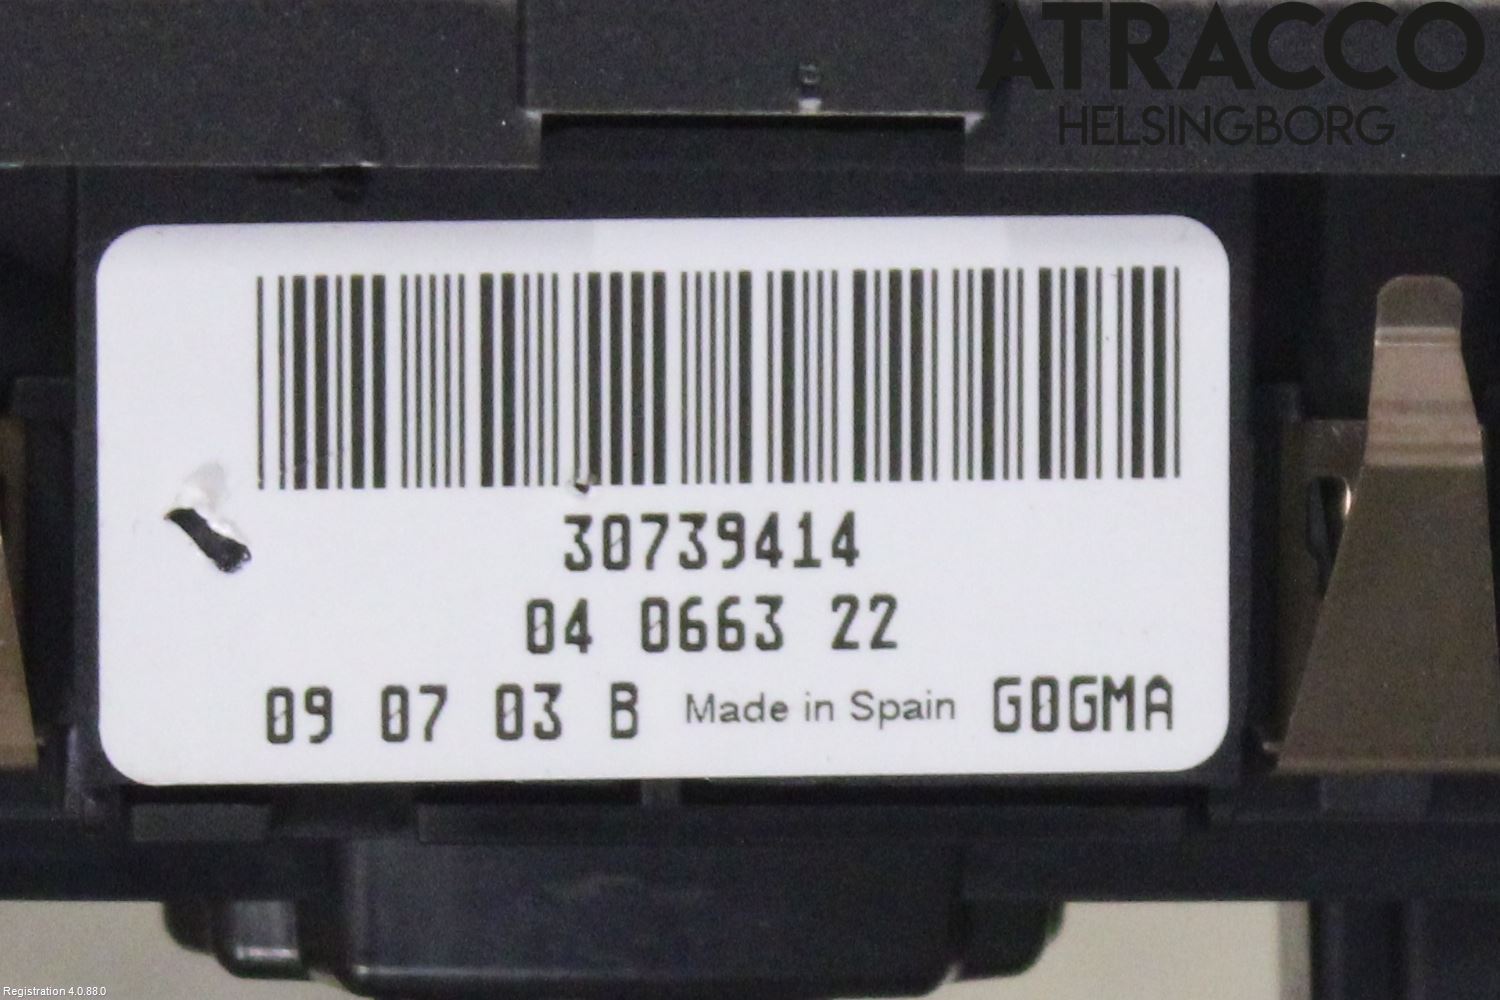 ATRACCO
HELSINGBORG
30739414
04 0663 22
09 07 03 B Made in Spain G0GMA
Registration 4.0.88.0